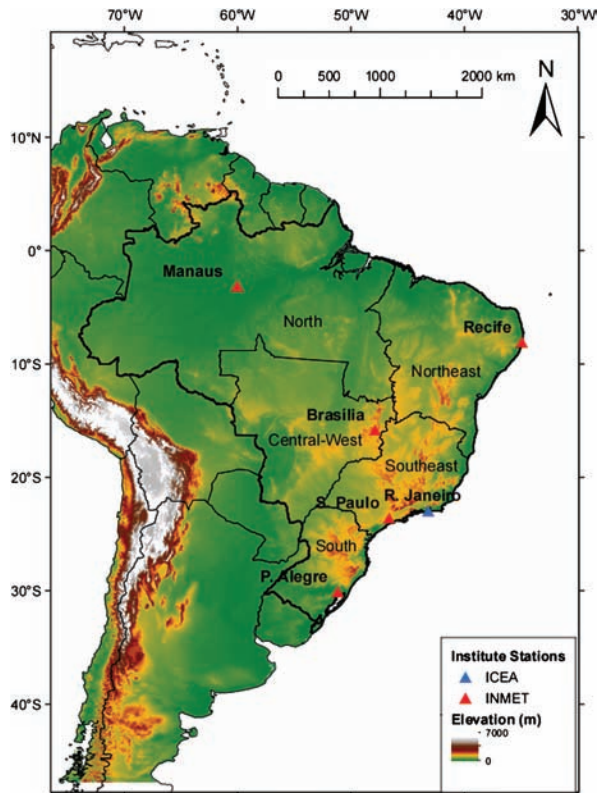 70°W 60°W 50°W 40°W 30°W
0 500 1000 2000 km
N
10°N
0°
Manaus
North
Recife
10°S
Northeast
Brasilia
Central-West
Southeast
20°S
S. Paulo R. Janeiro
South
P. Alegre
30°S
Institute Stations
ICEA
INMET
40°S
Elevation (m)
7000
0